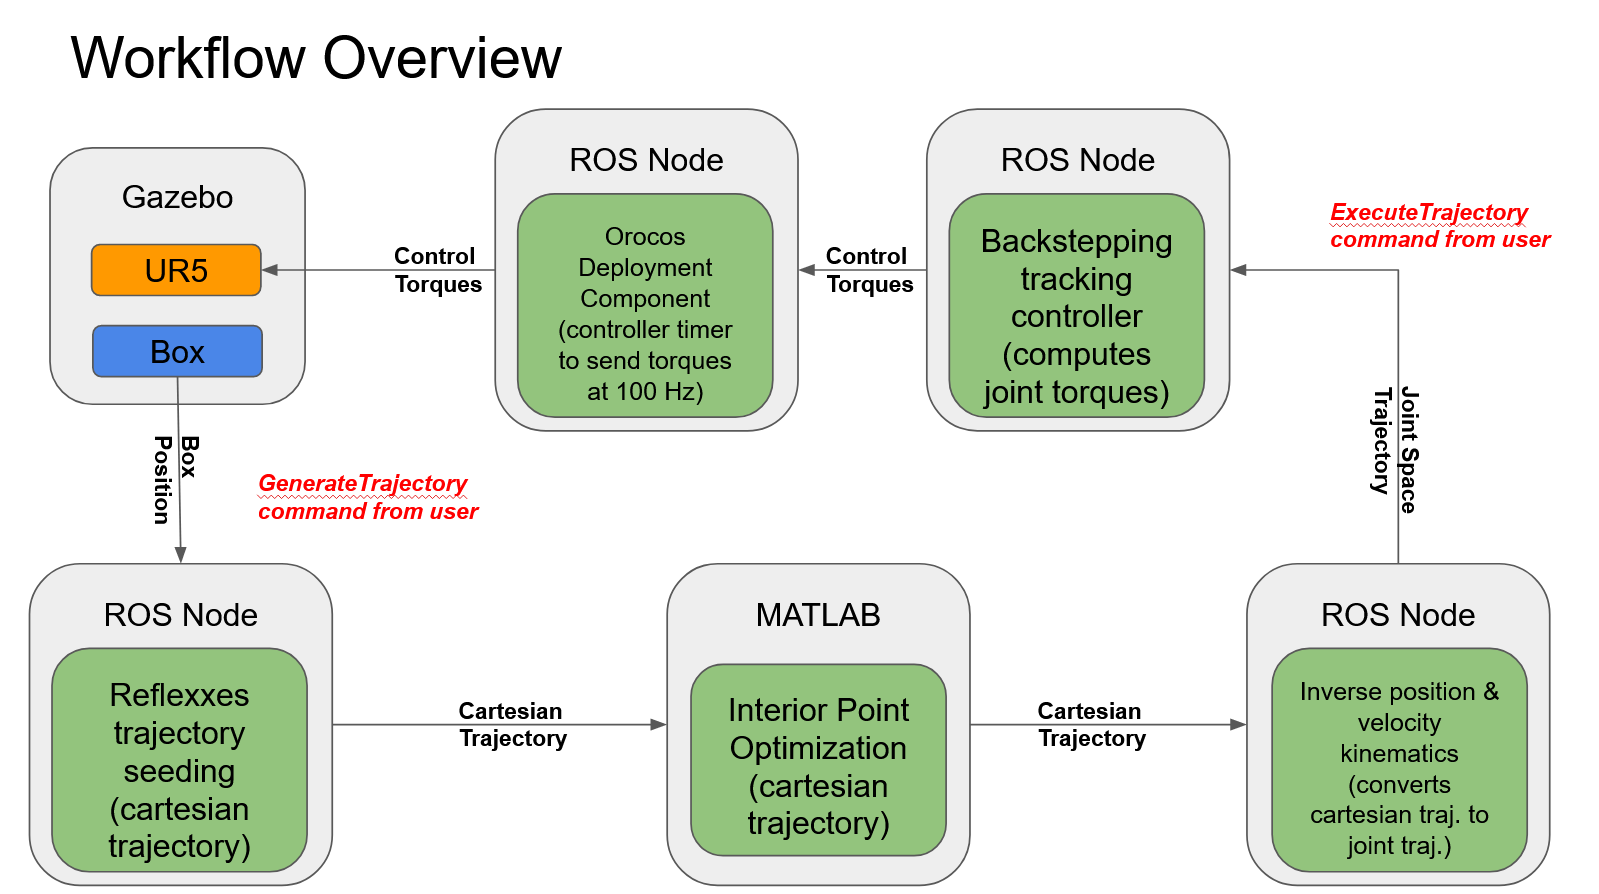 Workflow Overview
Gazebo
UR5
Box
Control
Torques
ROS Node
Orocos
Deployment
Component
(controller timer
to send torques
at 100 Hz)
Control
Torques
ROS Node
Backstepping
tracking
controller
(computes
joint torques)
ExecuteTrajectory
command from user
Joint Space
Trajectory
Box
Position
GenerateTrajectory
command from user
ROS Node
Reflexxes
trajectory
seeding
(cartesian
trajectory)
Cartesian
Trajectory
MATLAB
Interior Point
Optimization
(cartesian
trajectory)
Cartesian
Trajectory
ROS Node
Inverse position &
velocity
kinematics
(converts
cartesian traj. to
joint traj.)